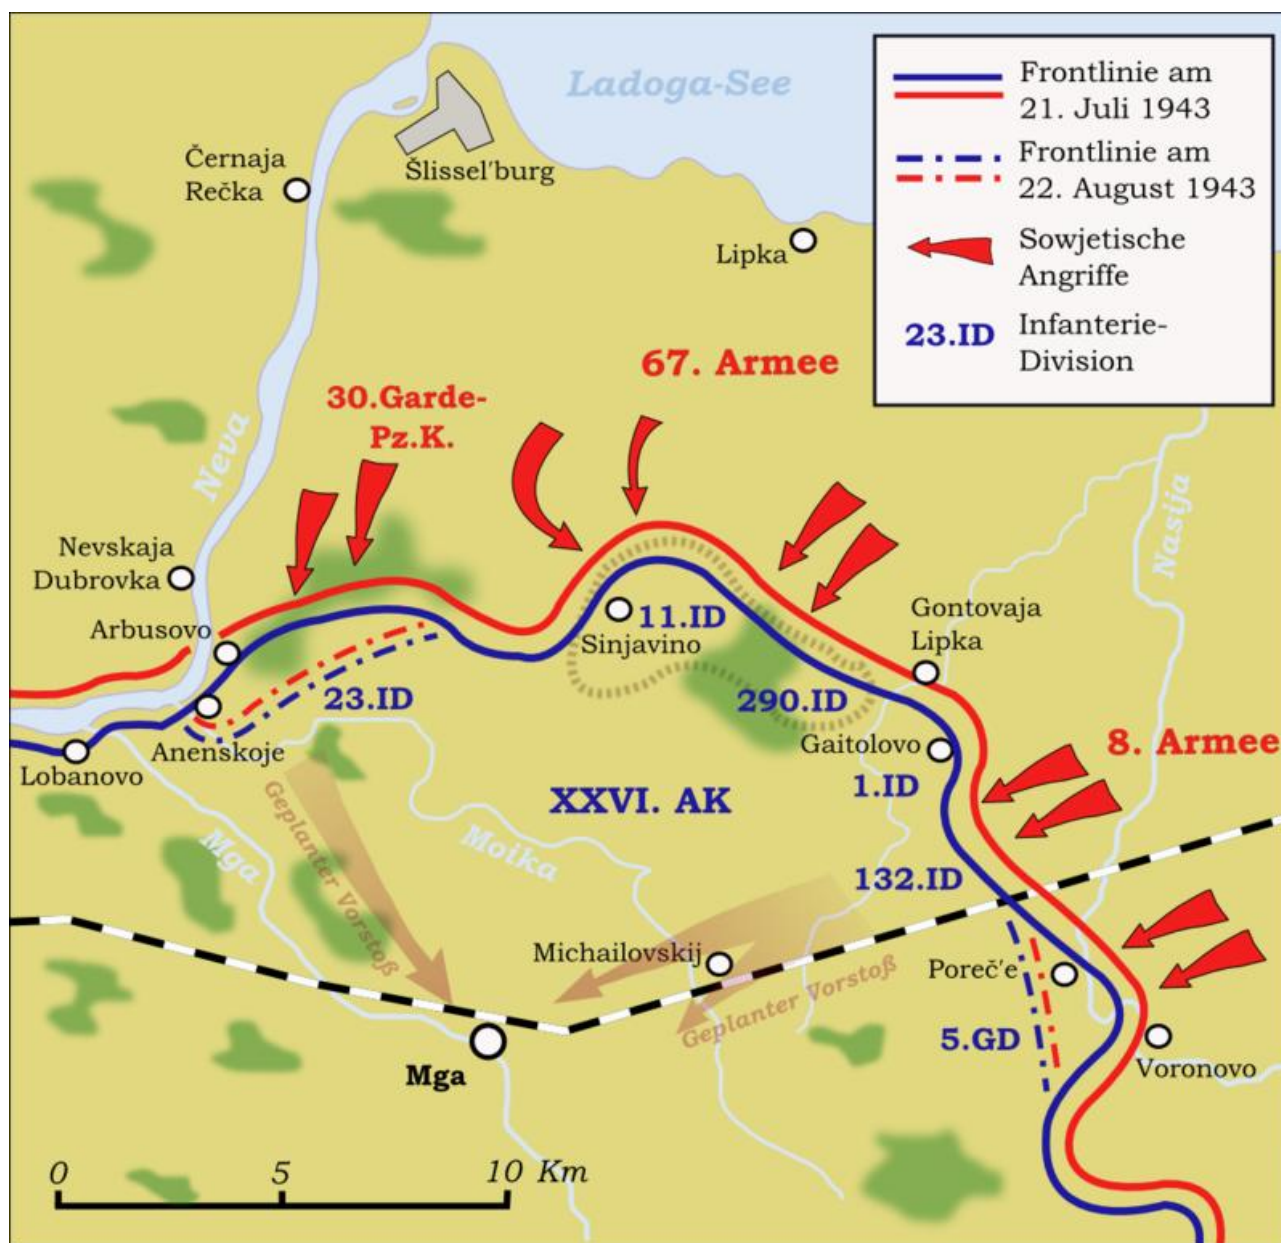 Ladoga-See
Frontlinie am
21. Juli 1943
Frontlinie am
22. August 1943
Sowjetische
Angriffe
23.ID
Infanterie-
Division
Černaja
Rečka
Šlissel'burg
Lipka
67. Armee
30.Garde-
Pz.K.
Neva
Nasija
Nevskaja
Dubrovka
Arbusovo
11.ID
Sinjavino
Gontovaja
Lipka
23.ID
290.ID
Anenskoje
Lobanovo
Gaitolovo
8. Armee
1.ID
XXVI. AK
Geplanter Vorstoß
Mga
Moika
132.ID
Michailovskij
Poreč'e
Geplanter Vorstoß
5.GD
Mga
Voronovo
0 5 10 Km